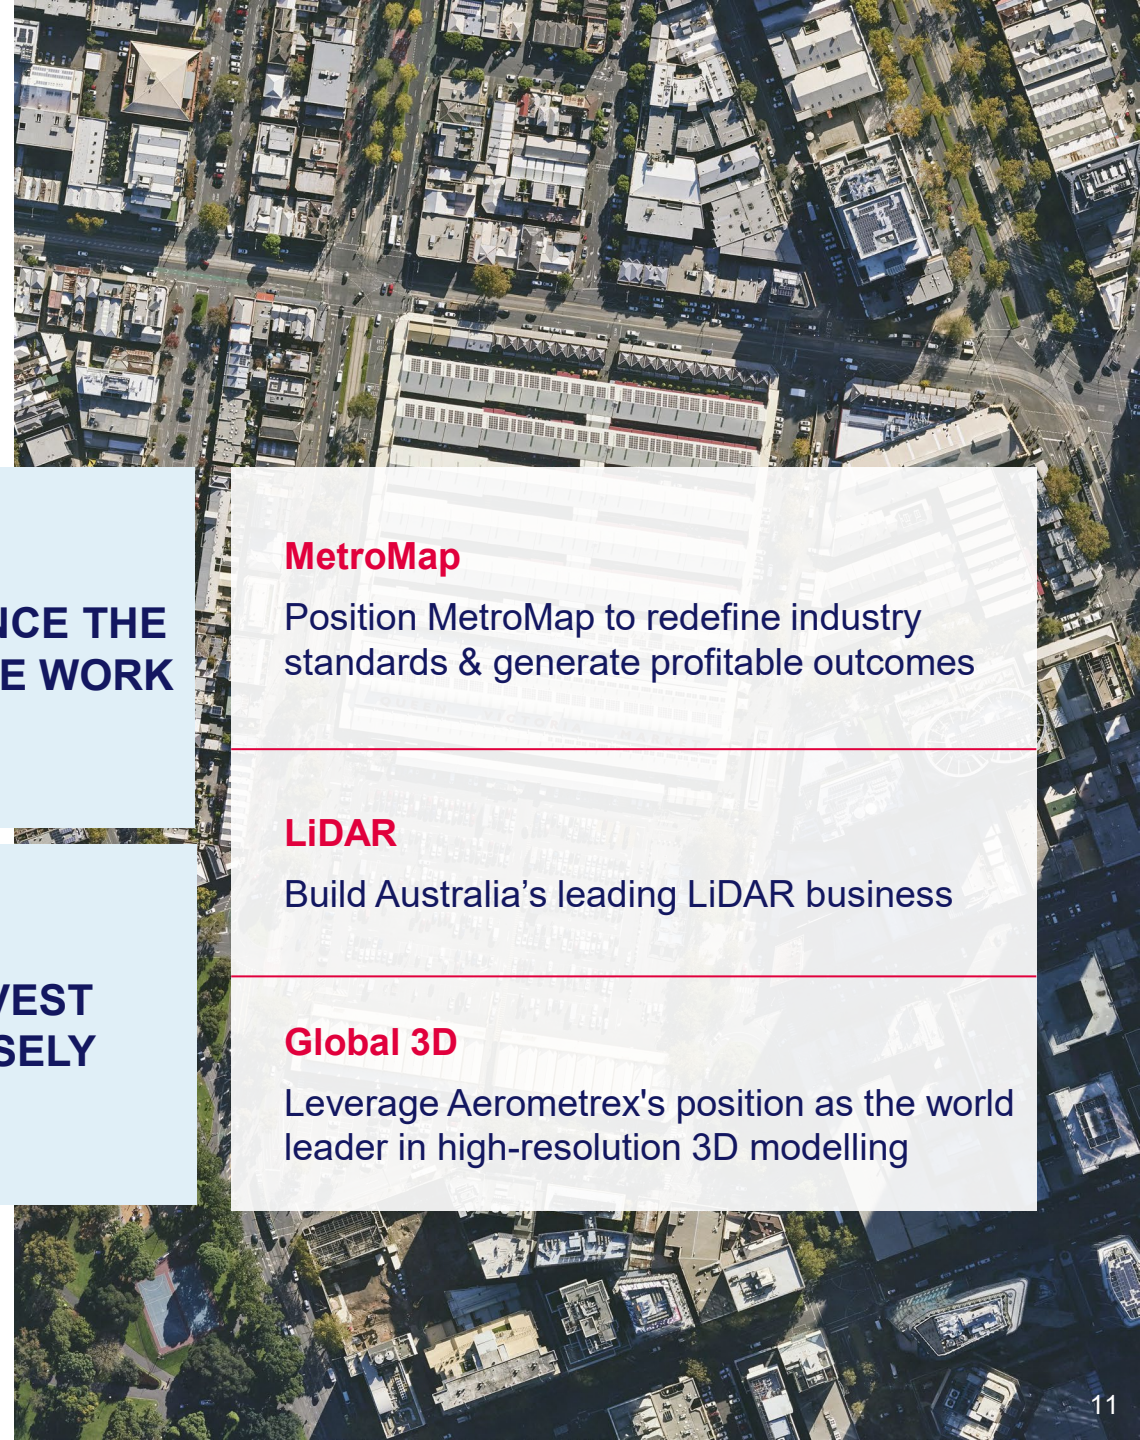 NCE THE
E WORK
VEST
SELY
MetroMap
Position MetroMap to redefine industry
standards & generate profitable outcomes
LiDAR
Build Australia’s leading LiDAR business
Global 3D
Leverage Aerometrex's position as the world
leader in high-resolution 3D modelling
11